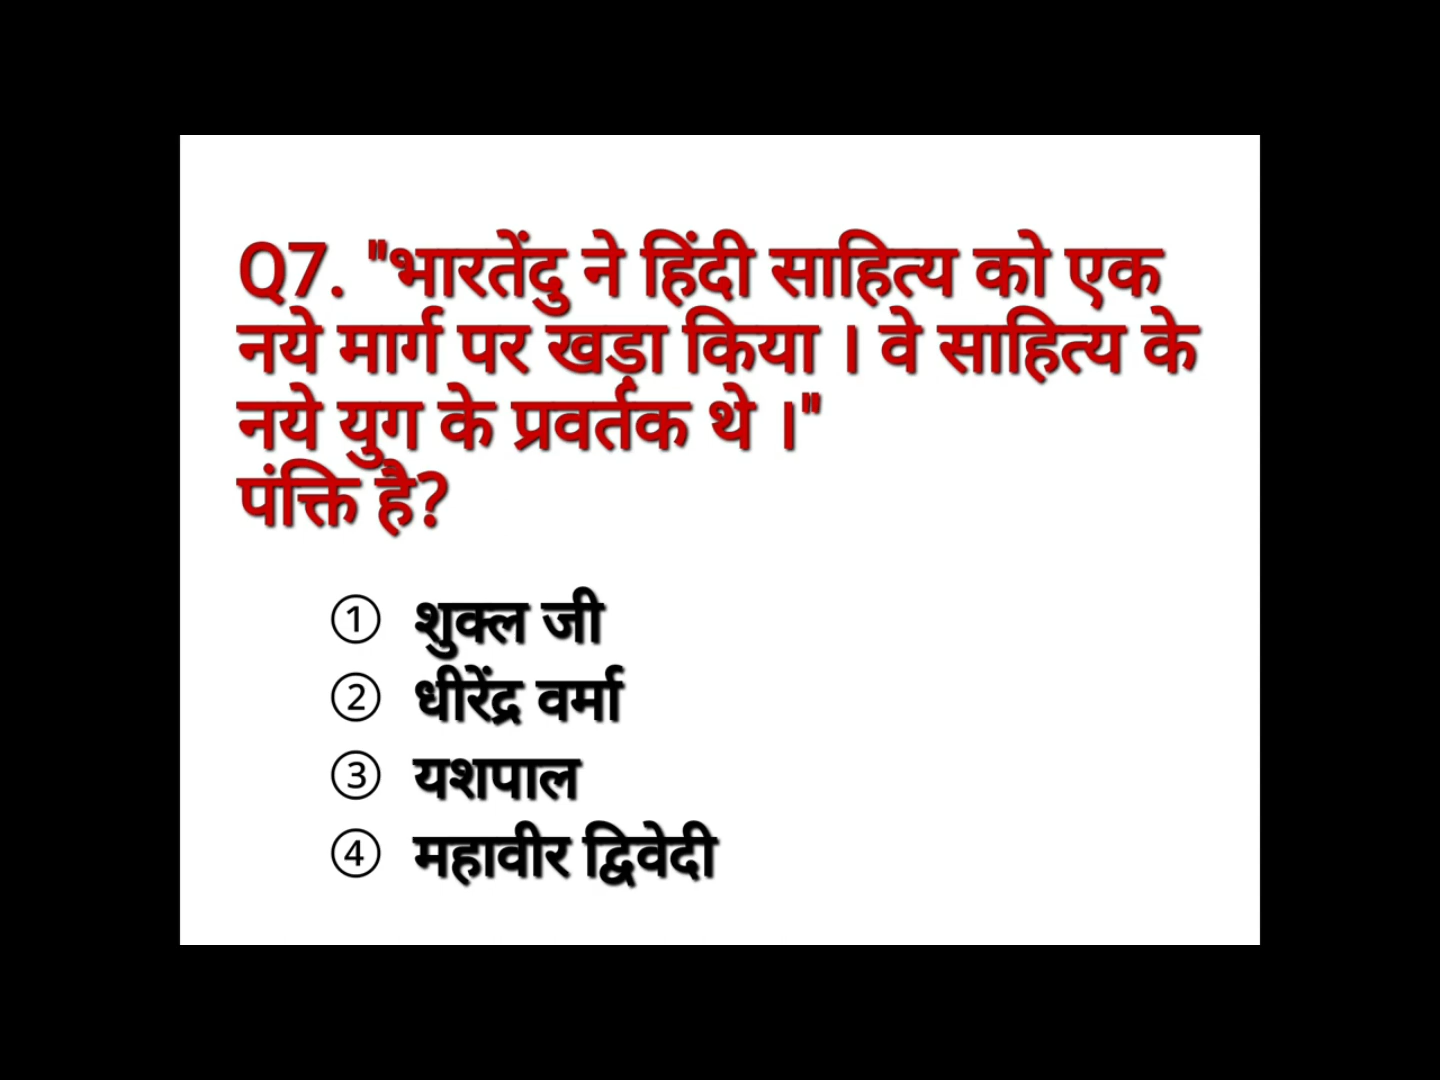 Q7. "भारतेंदु ने हिंदी साहित्य को एक
नये मार्ग पर खड़ा किया । वे साहित्य के
नये युग के प्रवर्तक थे ।"
पंक्ति है?
① शुक्ल जी
② धीरेंद्र वर्मा
③ यशपाल
④ महावीर द्विवेदी